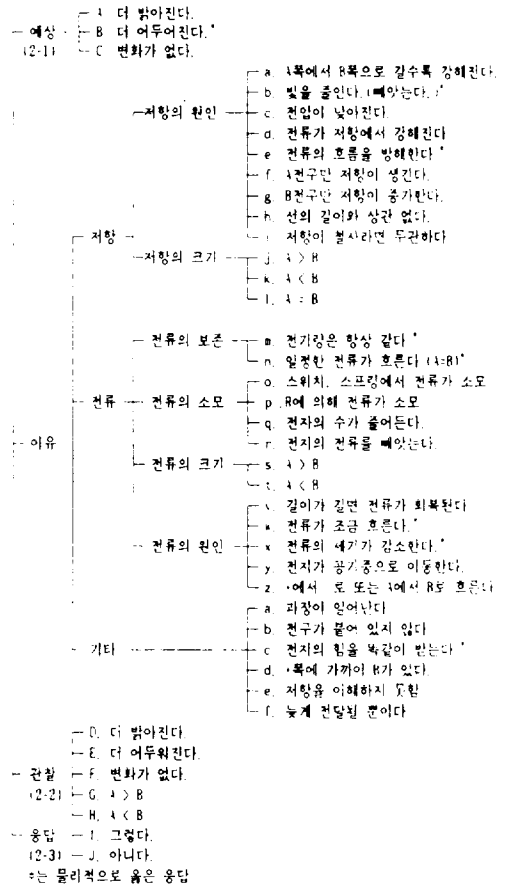 A 더 밝아진다.
예상 B 더 어두어진다.*
(2-1) C 변화가 없다.
a. A쪽에서 B쪽으로 갈수록 강해진다.
b. 빛을 줄인다.(빼앗는다.)*
저항의 원인 c. 전압이 낮아진다.
d. 전류가 저항에서 강해진다
e 전류의 흐름을 방해한다*
f. A전구만 저항이 생긴다.
g. B전구만 저항이 증가한다.
h. 선의 길이와 상관 없다.
저항 i 저항이 철사라면 무관하다
저항의 크기 j. A > B
k. A < B
l. A = B
전류의 보존 m. 전기량은 항상 같다*
n. 일정한 전류가 흐른다 (A=B)*
o. 스위치, 스프링에서 전류가 소모
전류 전류의 소모 p.R에 의해 전류가 소모
q. 전자의 수가 줄어든다.
r. 전지의 전류를 빼앗는다.
이유 전류의 크기 s. A > B
t. A < B
길이가 길면 전류가 회복된다
전류가 조금 흐른다.*
전류의 원인 x 전류의 세기가 감소한다.*
y. 전지가 공기중으로 이동한다.
z. 에서 로 또는 A에서 B로 흐른다
a. 과장이 일어난다
b. 전구가 붙어 있지 않다
기타 c 전지의 힘을 똑같이 받는다*
d. 쪽에 가까이 B가 있다.
e. 저항을 이해하지 못함
f. 늦게 전달될 뿐이다
D. 더 밝아진다.
E. 더 어두워진다.
관찰 F. 변화가 없다.
(2-2) G. A > B
H. A < B
응답 I. 그렇다.
(2-3) J. 아니다.
*는 물리적으로 옳은 응답